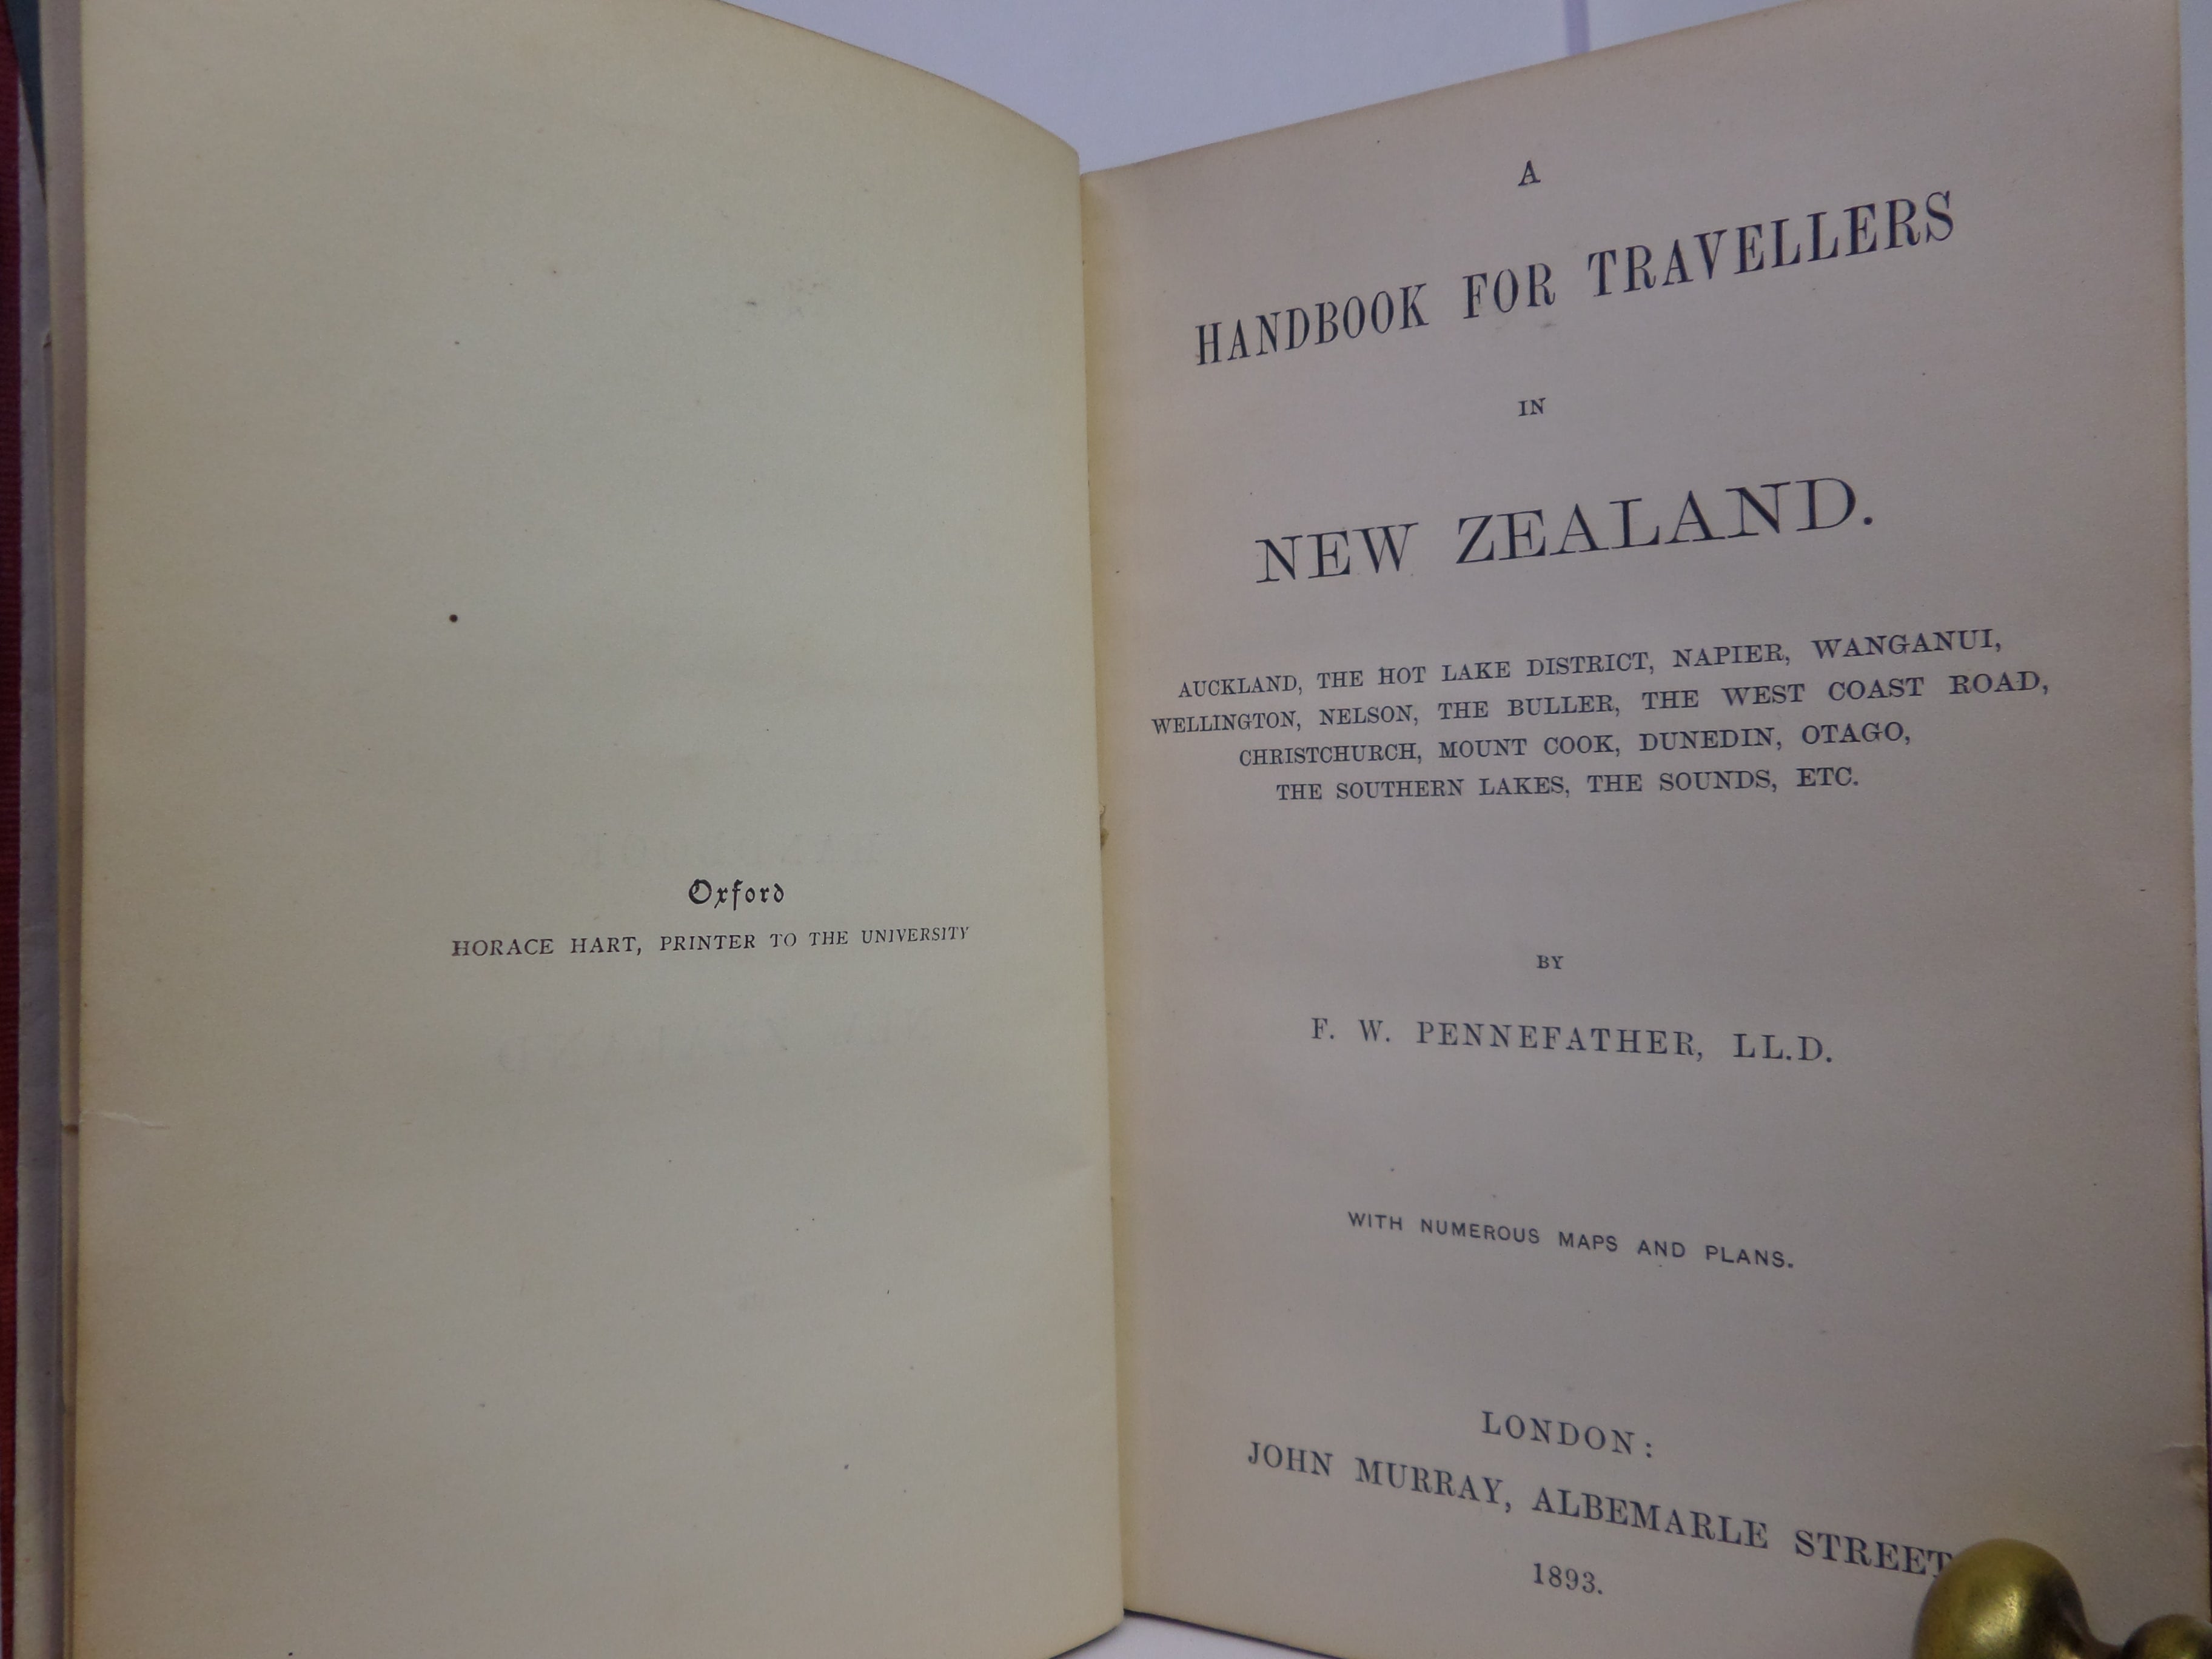 Oxford
HORACE HART, PRINTER TO THE UNIVERSITY
A
HANDBOOK FOR TRAVELLERS
IN
NEW ZEALAND.
AUCKLAND, THE HOT LAKE DISTRICT, NAPIER, WANGANUI,
WELLINGTON, NELSON, THE BULLER, THE WEST COAST ROAD,
CHRISTCHURCH, MOUNT COOK, DUNEDIN, OTAGO,
THE SOUTHERN LAKES, THE SOUNDS, ETC.
BY
F. W. PENNEFATHER, LL.D.
WITH NUMEROUS MAPS AND PLANS.
LONDON:
JOHN MURRAY, ALBEMARLE STREET
1893.